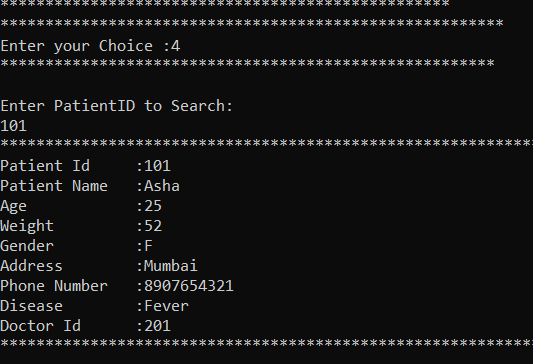 **************************************************
********************************************************
Enter your Choice :4
*******************************************************

Enter PatientID to Search:
101
***********************************************************
Patient Id     :101
Patient Name   :Asha
Age            :25
Weight         :52
Gender         :F
Address        :Mumbai
Phone Number   :8907654321
Disease        :Fever
Doctor Id      :201
***********************************************************